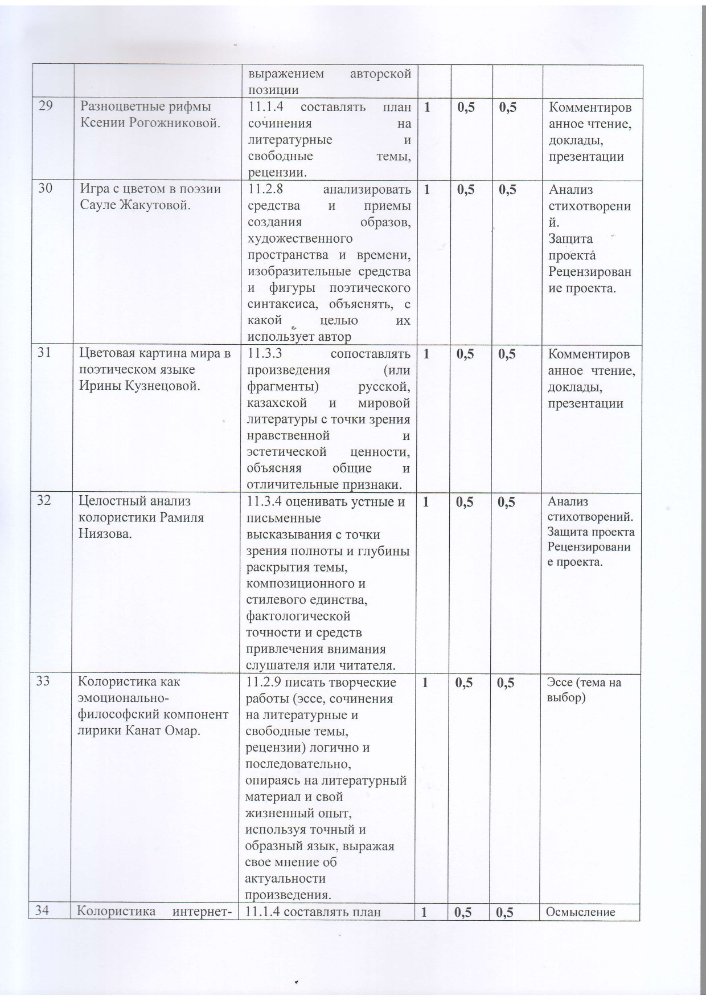 выражением авторской
позиции
29
Разноцветные рифмы
Ксении Рогожниковой.
11.1.4 составлять план
сочинения на
литературные и
свободные темы,
рецензии.
1
0,5
0,5
Комментиров
анное чтение,
доклады,
презентации
30
Игра с цветом в поэзии
Сауле Жакутовой.
11.2.8 анализировать
средства и приемы
создания образов,
художественного
пространства и времени,
изобразительные средства
и фигуры поэтического
синтаксиса, объяснять, с
какой целью их
использует автор
1
0,5
0,5
Анализ
стихотворени
й.
Защита
проекта
Рецензирован
ие проекта.
31
Цветовая картина мира в
поэтическом языке
Ирины Кузнецовой.
11.3.3 сопоставлять
произведения (или
фрагменты) русской,
казахской и мировой
литературы с точки зрения
нравственной и
эстетической ценности,
объясняя общие и
отличительные признаки.
1
0,5
0,5
Комментиров
анное чтение,
доклады,
презентации
32
Целостный анализ
колористики Рамиля
Ниязова.
11.3.4 оценивать устные и
письменные
высказывания с точки
зрения полноты и глубины
раскрытия темы,
композиционного и
стилевого единства,
фактологической
точности и средств
привлечения внимания
слушателя или читателя.
1
0,5
0,5
Анализ
стихотворений.
Защита проекта
Рецензировани
е проекта.
33
Колористика как
эмоционально-
философский компонент
лирики Канат Омар.
11.2.9 писать творческие
работы (эссе, сочинения
на литературные и
свободные темы,
рецензии) логично и
последовательно,
опираясь на литературный
материал и свой
жизненный опыт,
используя точный и
образный язык, выражая
свое мнение об
актуальности
произведения.
1
0,5
0,5
Эссе (тема на
выбор)
34
Колористика интернет-
11.1.4 составлять план
1
0,5
0,5
Осмысление